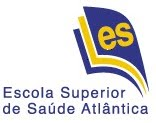 es
Escola Superior
de Saúde Atlântica